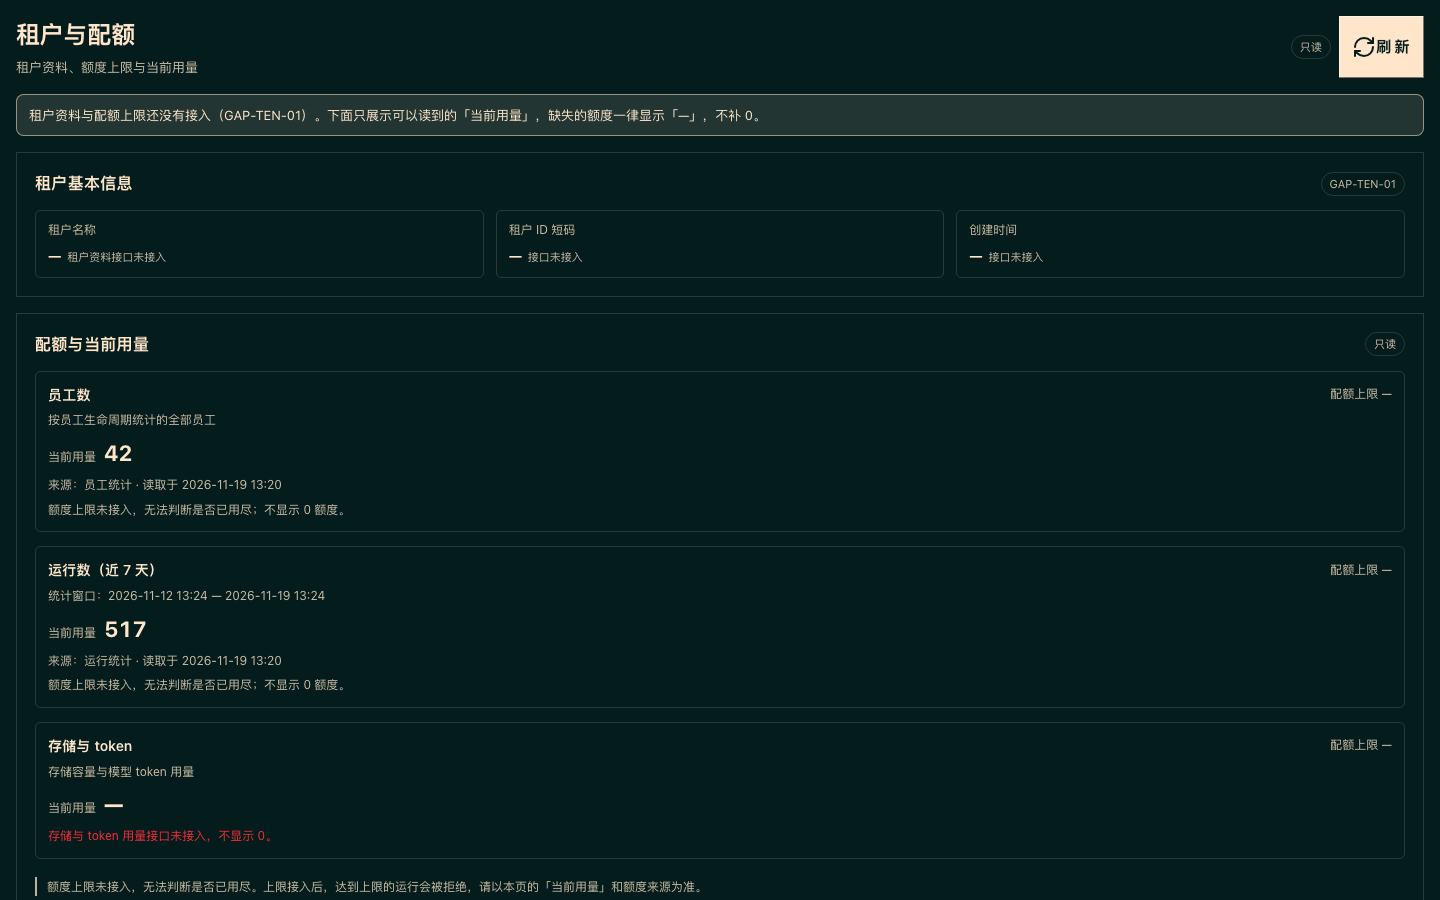 租户与配额
租户资料、额度上限与当前用量
只读
刷新
租户资料与配额上限还没有接入（GAP-TEN-01）。下面只展示可以读到的「当前用量」，缺失的额度一律显示「—」，不补 0。
租户基本信息
GAP-TEN-01
租户名称
— 租户资料接口未接入
租户 ID 短码
— 接口未接入
创建时间
— 接口未接入
配额与当前用量
只读
员工数
配额上限 —
按员工生命周期统计的全部员工
当前用量 42
来源：员工统计 · 读取于 2026-11-19 13:20
额度上限未接入，无法判断是否已用尽；不显示 0 额度。
运行数（近 7 天）
配额上限 —
统计窗口：2026-11-12 13:24 — 2026-11-19 13:24
当前用量 517
来源：运行统计 · 读取于 2026-11-19 13:20
额度上限未接入，无法判断是否已用尽；不显示 0 额度。
存储与 token
配额上限 —
存储容量与模型 token 用量
当前用量 —
存储与 token 用量接口未接入，不显示 0。
额度上限未接入，无法判断是否已用尽。上限接入后，达到上限的运行会被拒绝，请以本页的「当前用量」和额度来源为准。